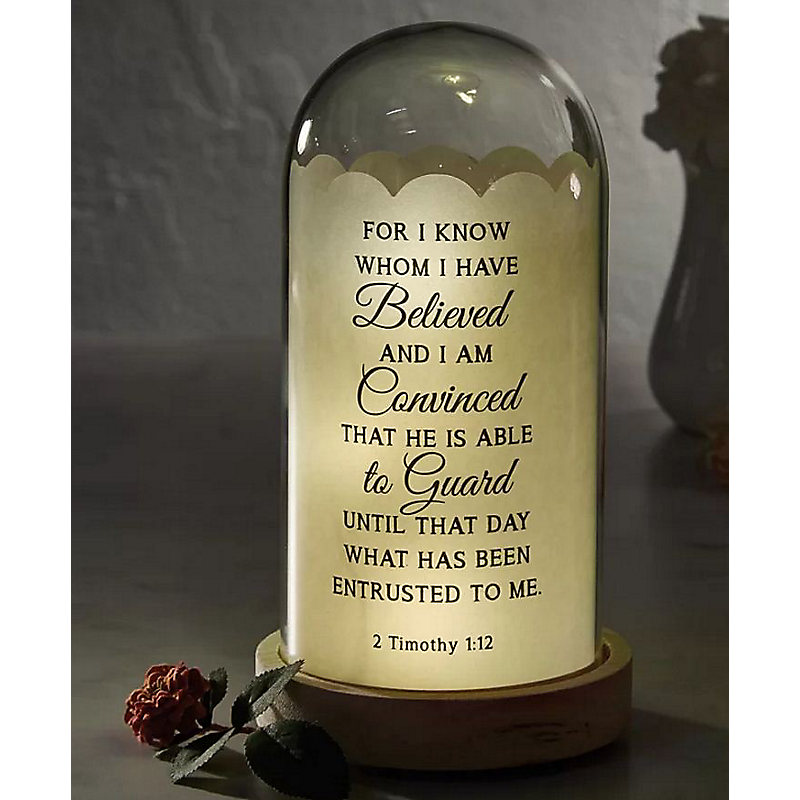 FOR I KNOW
WHOM I HAVE
Believed
AND I AM
Convinced
THAT HE IS ABLE
to Guard
UNTIL THAT DAY
WHAT HAS BEEN
ENTRUSTED TO ME.
2 Timothy 1:12